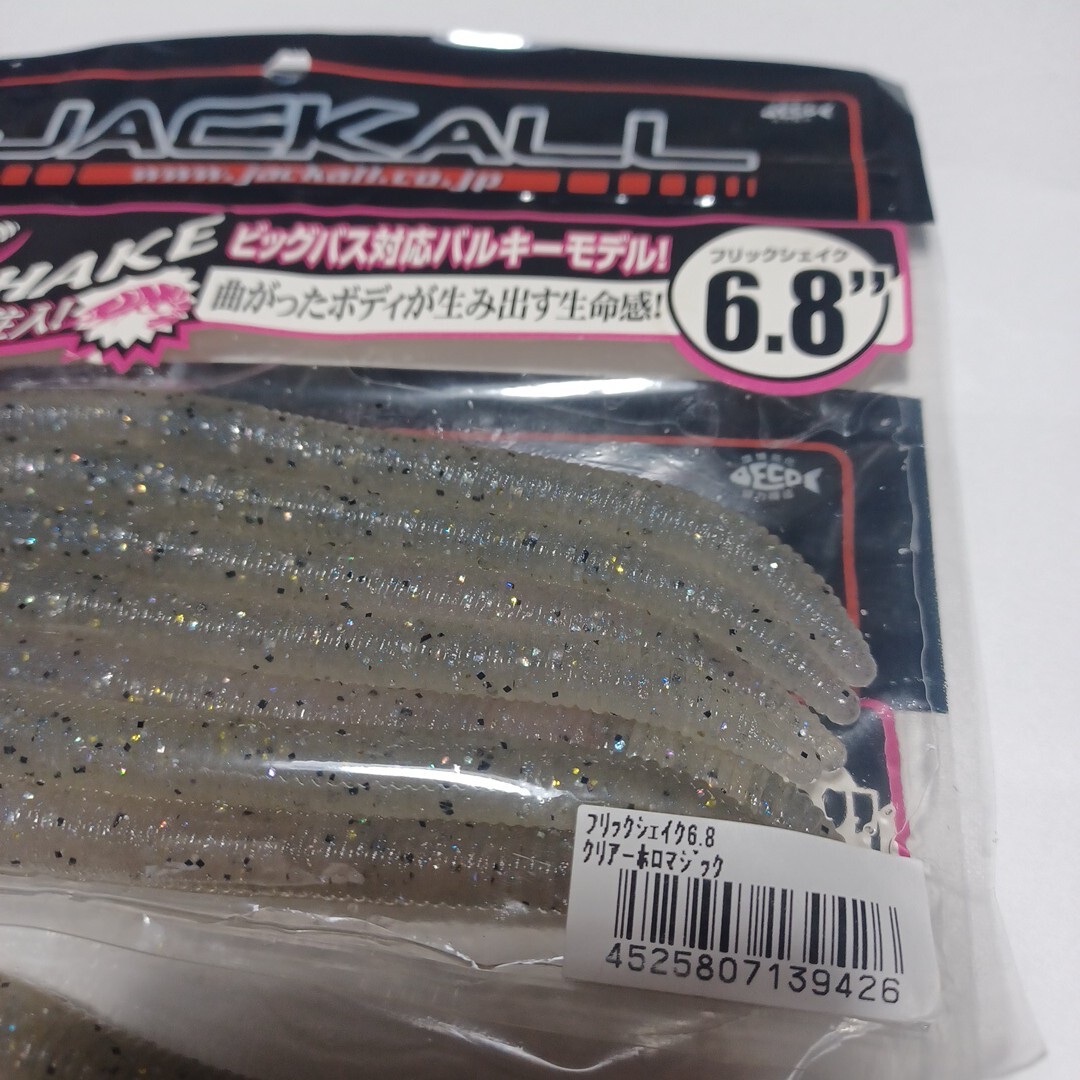 JACKALL
www.jackall.co.jp
HAKE
ビッグバス対応バルキーモデル!
曲がったボディが生み出す生命感!
フリックシェイク
6.8”
FECO
フリックシェイク6.8
クリアーホロマジック
4525807139426